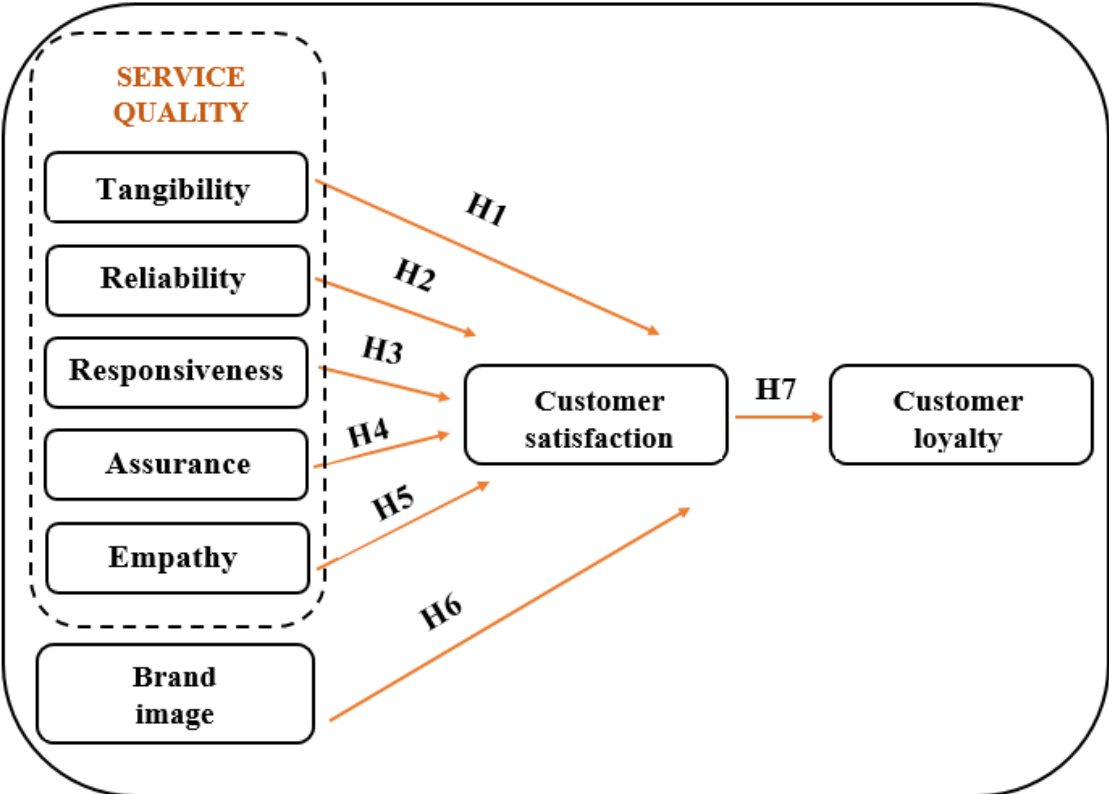 SERVICE
QUALITY
Tangibility
Reliability
Responsiveness
Assurance
Empathy
Brand
image
H1
H2
H3
H4
H5
H6
Customer
satisfaction
H7
Customer
loyalty